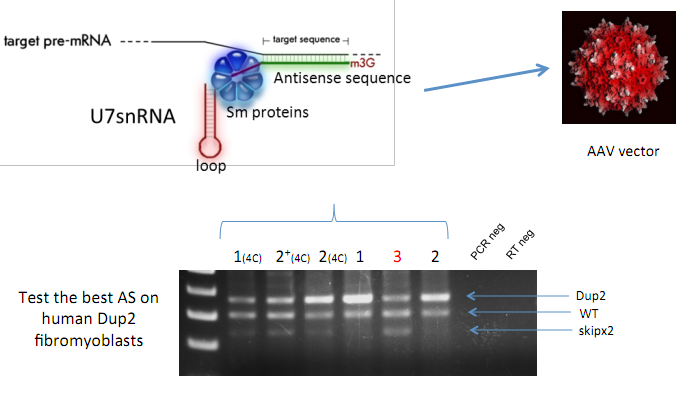 target pre-mRNA
target sequence
m3G
Antisense sequence
U7snRNA
Sm proteins
loop
AAV vector
1(4C) 2+(4C) 2(4C) 1 3 2 PCR neg RT neg
Test the best AS on
human Dup2
fibromyoblasts
Dup2
WT
skipx2